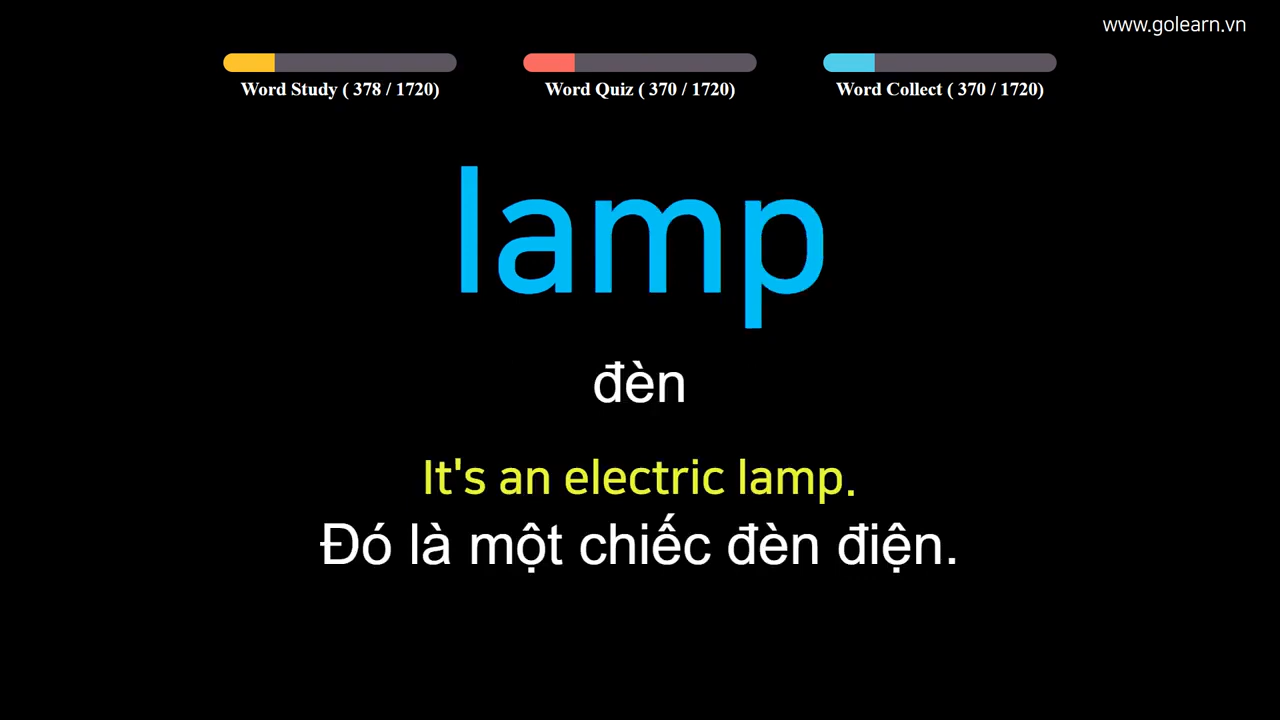 www.golearn.vn
Word Study ( 378 / 1720)
Word Quiz ( 370 / 1720)
Word Collect ( 370 / 1720)
lamp
đèn
It's an electric lamp.
Đó là một chiếc đèn điện.